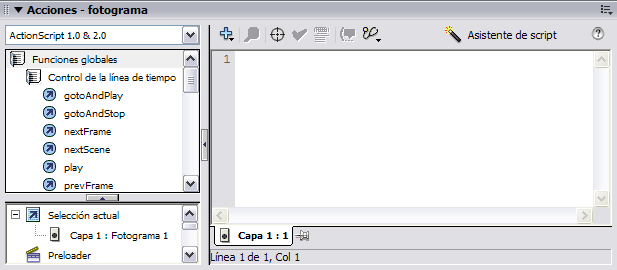 Acciones - fotograma
ActionScript 1.0 & 2.0
Asistente de script
Funciones globales
Control de la línea de tiempo
gotoAndPlay
gotoAndStop
nextFrame
nextScene
play
prevFrame
1
Selección actual
Capa 1 : Fotograma 1
Preloader
Capa 1 : 1
Línea 1 de 1, Col 1